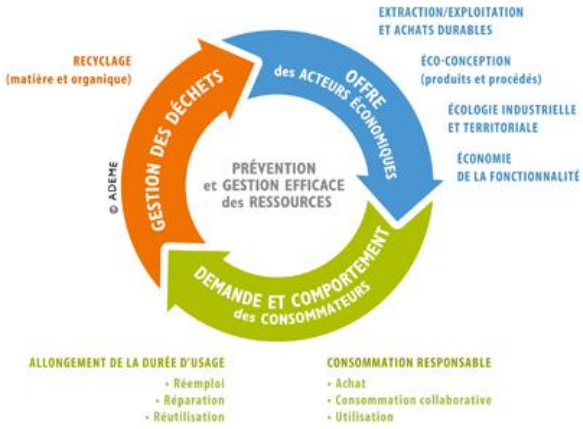 EXTRACTION/EXPLOITATION
ET ACHATS DURABLES
RECYCLAGE
(matière et organique)
ÉCO-CONCEPTION
(produits et procédés)
ÉCOLOGIE INDUSTRIELLE
ET TERRITORIALE
ÉCONOMIE
DE LA FONCTIONNALITÉ
OFFRE
des ACTEURS ÉCONOMIQUES
GESTION DES DÉCHETS
© ADEME
PRÉVENTION
et GESTION EFFICACE
des RESSOURCES
DEMANDE ET COMPORTEMENT
des CONSOMMATEURS
ALLONGEMENT DE LA DURÉE D'USAGE
• Réemploi
• Réparation
• Réutilisation
CONSOMMATION RESPONSABLE
• Achat
• Consommation collaborative
• Utilisation